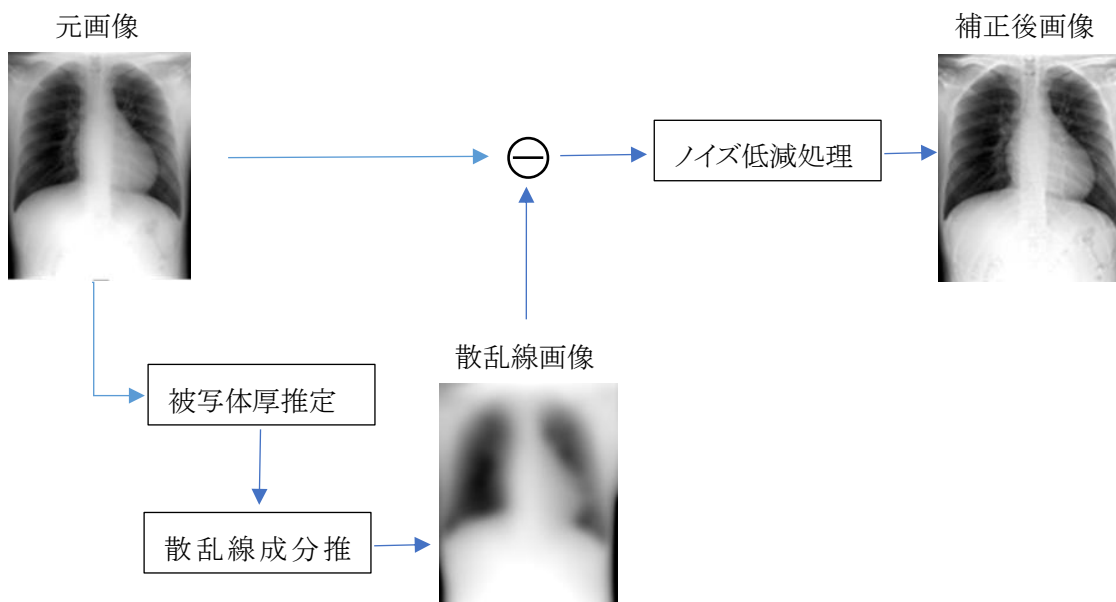 元画像
補正後画像
ノイズ低減処理
散乱線画像
被写体厚推定
散乱線成分推